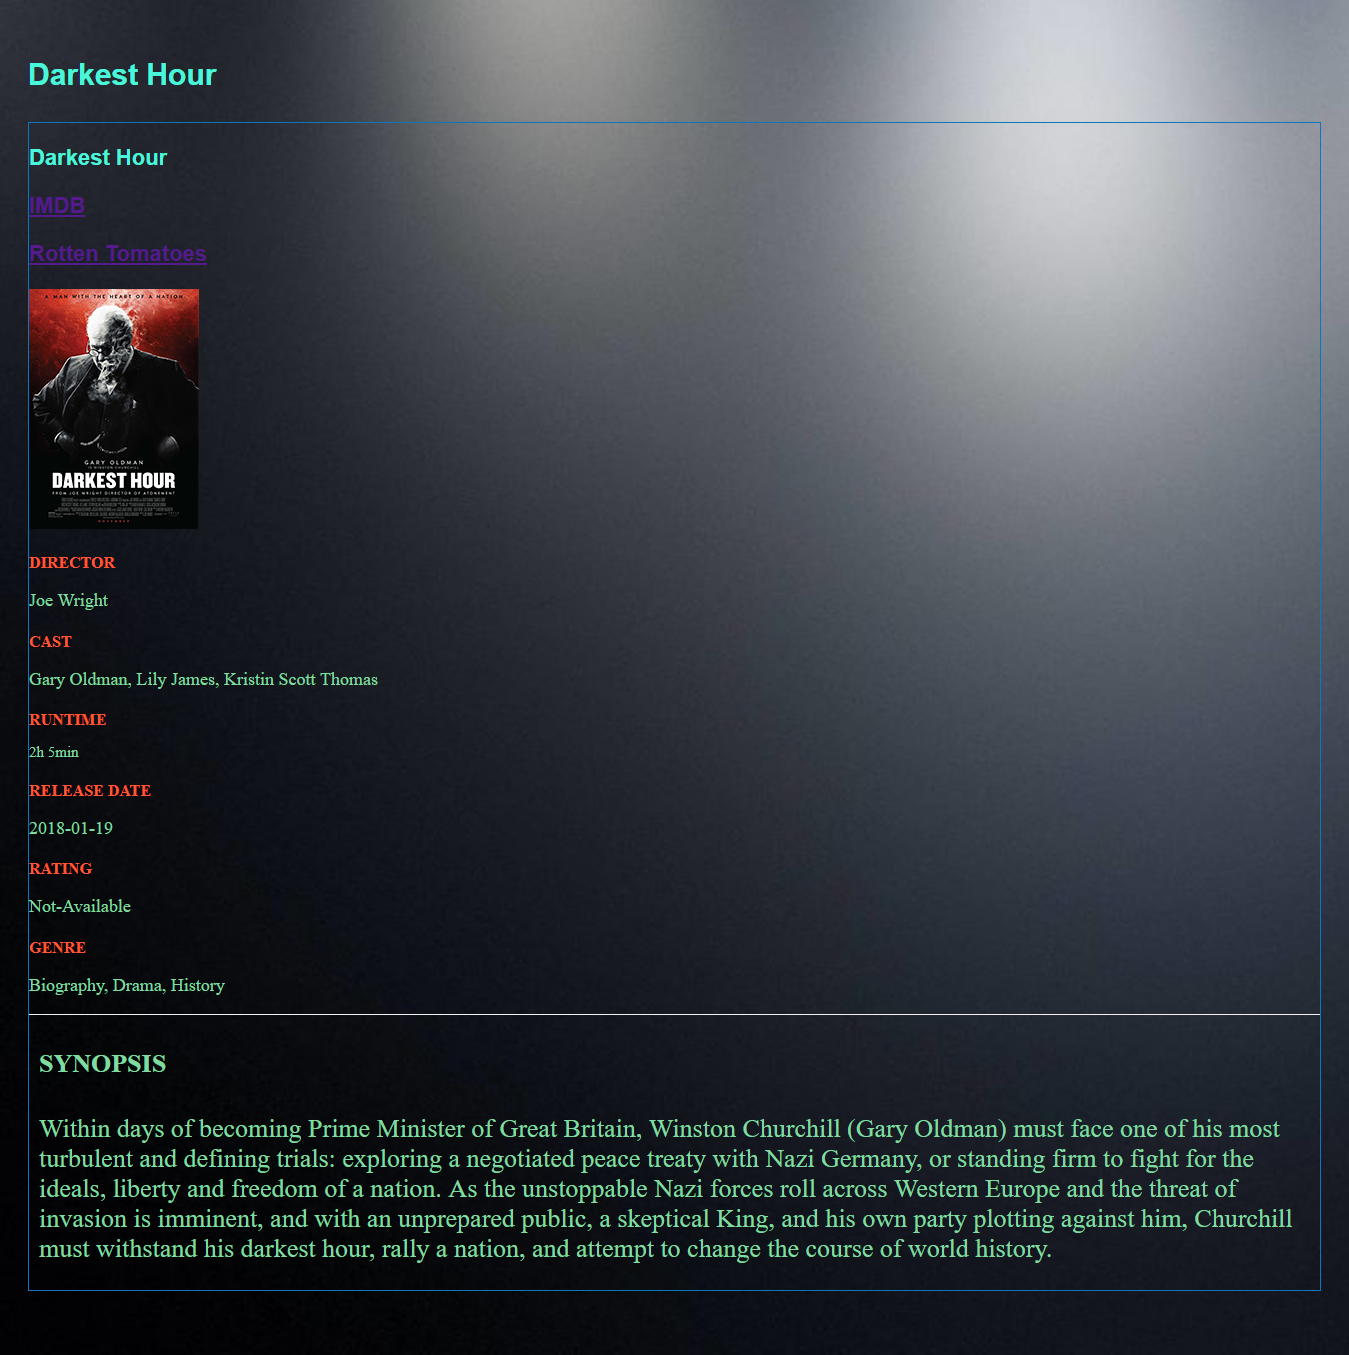 Darkest Hour
Darkest Hour
IMDB
Rotten Tomatoes
A MAN WITH THE HEART OF A NATION
GARY OLDMAN
IS WINSTON CHURCHILL
DARKEST HOUR
FROM JOE WRIGHT DIRECTOR OF ATONEMENT
NOVEMBER
DIRECTOR
Joe Wright
CAST
Gary Oldman, Lily James, Kristin Scott Thomas
RUNTIME
2h 5min
RELEASE DATE
2018-01-19
RATING
Not-Available
GENRE
Biography, Drama, History
SYNOPSIS
Within days of becoming Prime Minister of Great Britain, Winston Churchill (Gary Oldman) must face one of his most
turbulent and defining trials: exploring a negotiated peace treaty with Nazi Germany, or standing firm to fight for the
ideals, liberty and freedom of a nation. As the unstoppable Nazi forces roll across Western Europe and the threat of
invasion is imminent, and with an unprepared public, a skeptical King, and his own party plotting against him, Churchill
must withstand his darkest hour, rally a nation, and attempt to change the course of world history.